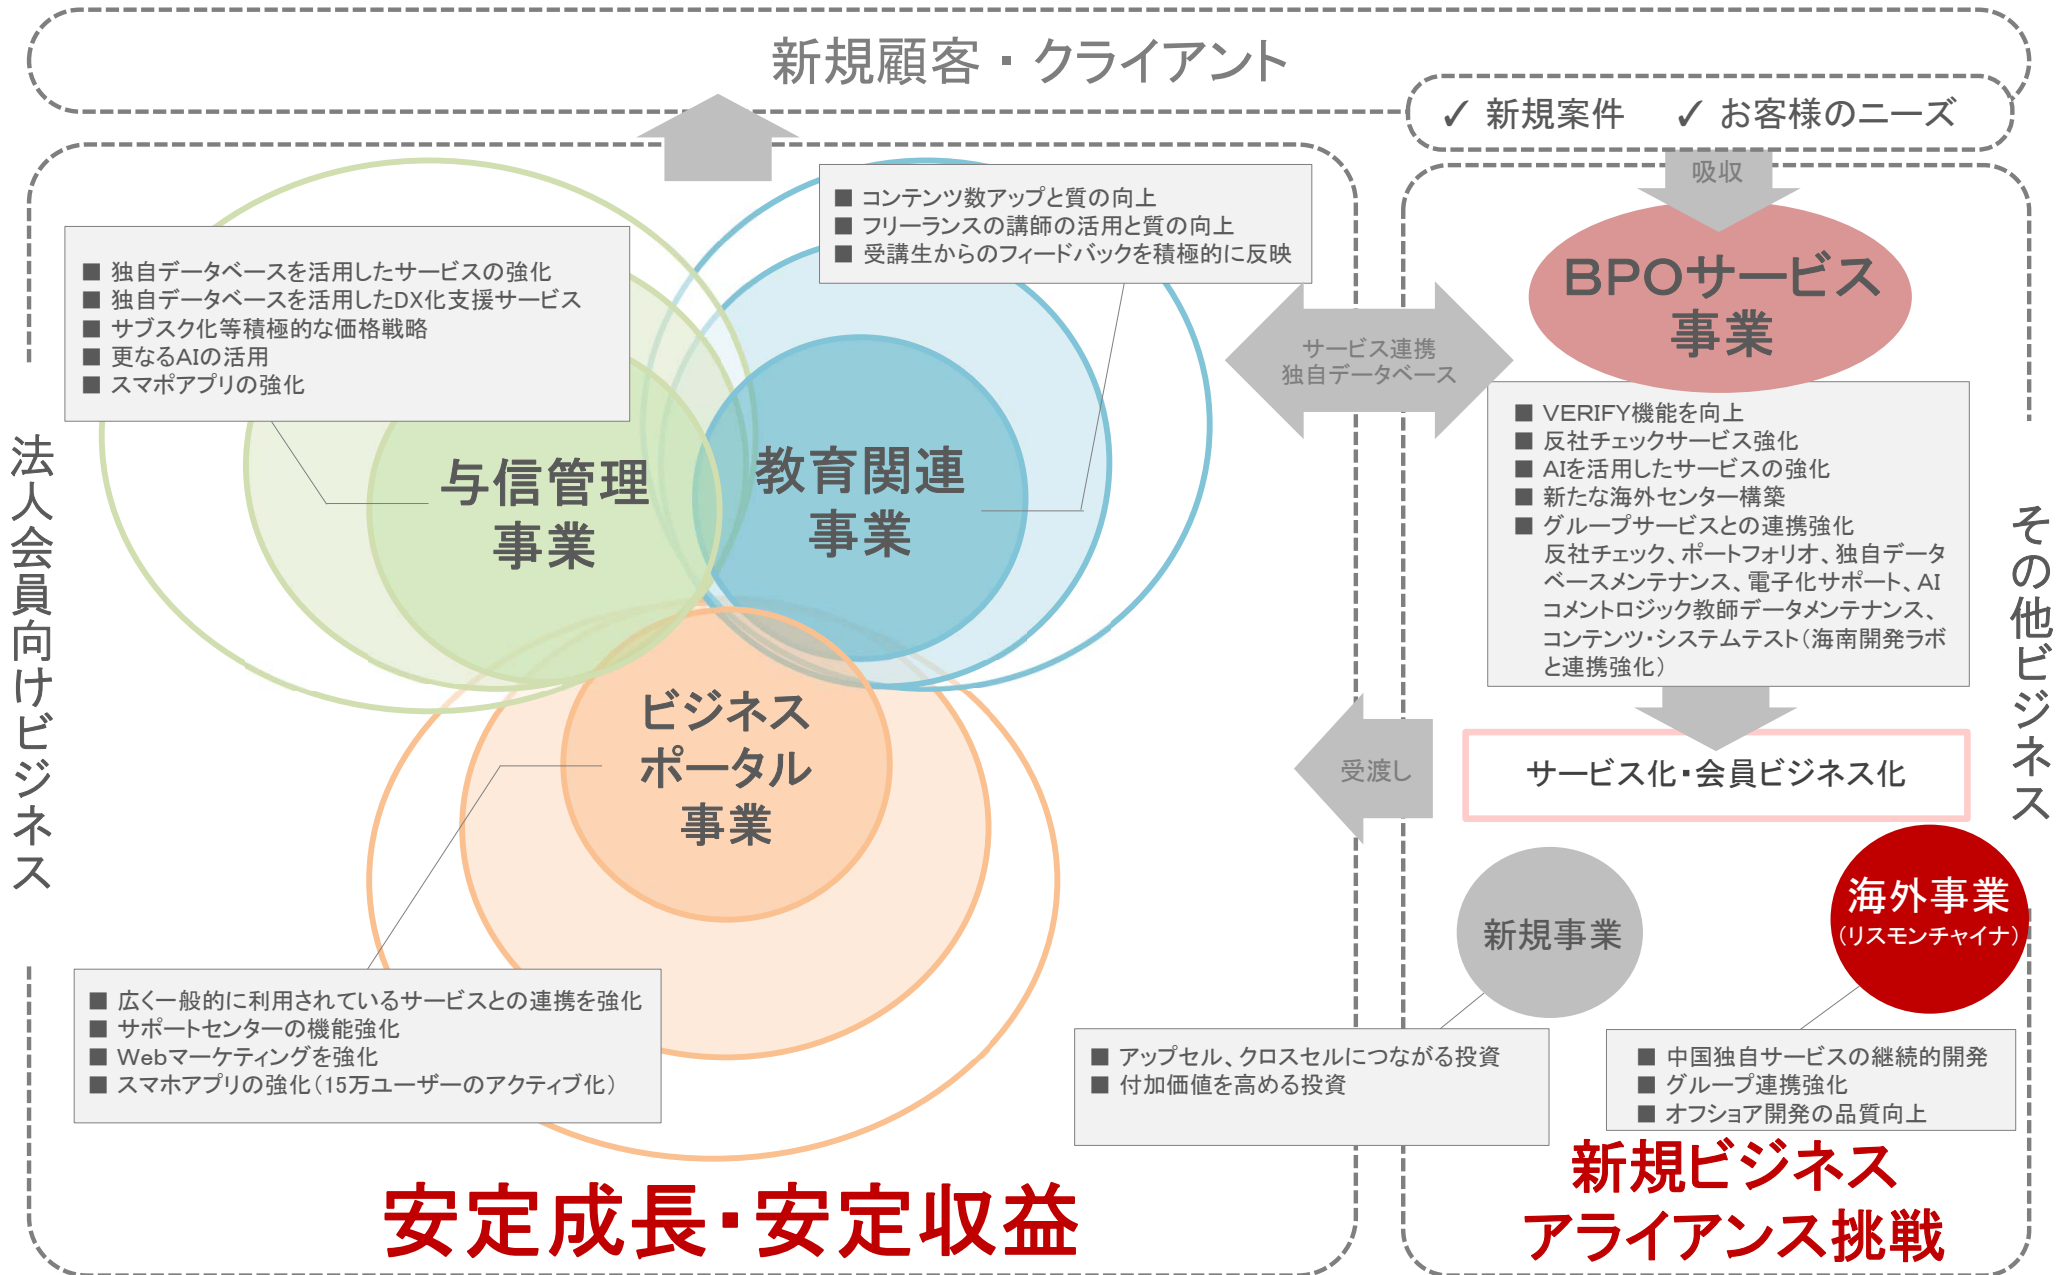 新規顧客・クライアント
✓ 新規案件 ✓ お客様のニーズ
法人会員向けビジネス
■ 独自データベースを活用したサービスの強化
■ 独自データベースを活用したDX化支援サービス
■ サブスク化等積極的な価格戦略
■ 更なるAIの活用
■ スマポアプリの強化
■ コンテンツ数アップと質の向上
■ フリーランスの講師の活用と質の向上
■ 受講生からのフィードバックを積極的に反映
与信管理
事業
教育関連
事業
ビジネス
ポータル
事業
■ 広く一般的に利用されているサービスとの連携を強化
■ サポートセンターの機能強化
■ Webマーケティングを強化
■ スマホアプリの強化(15万ユーザーのアクティブ化)
安定成長・安定収益
サービス連携
独自データベース
受渡し
吸収
BPOサービス
事業
■ VERIFY機能を向上
■ 反社チェックサービス強化
■ AIを活用したサービスの強化
■ 新たな海外センター構築
■ グループサービスとの連携強化
反社チェック、ポートフォリオ、独自データ
ベースメンテナンス、電子化サポート、AI
コメントロジック教師データメンテナンス、
コンテンツ・システムテスト(海南開発ラボ
と連携強化)
サービス化・会員ビジネス化
その他ビジネス
新規事業
海外事業
(リスモンチャイナ)
■ アップセル、クロスセルにつながる投資
■ 付加価値を高める投資
■ 中国独自サービスの継続的開発
■ グループ連携強化
■ オフショア開発の品質向上
新規ビジネス
アライアンス挑戦